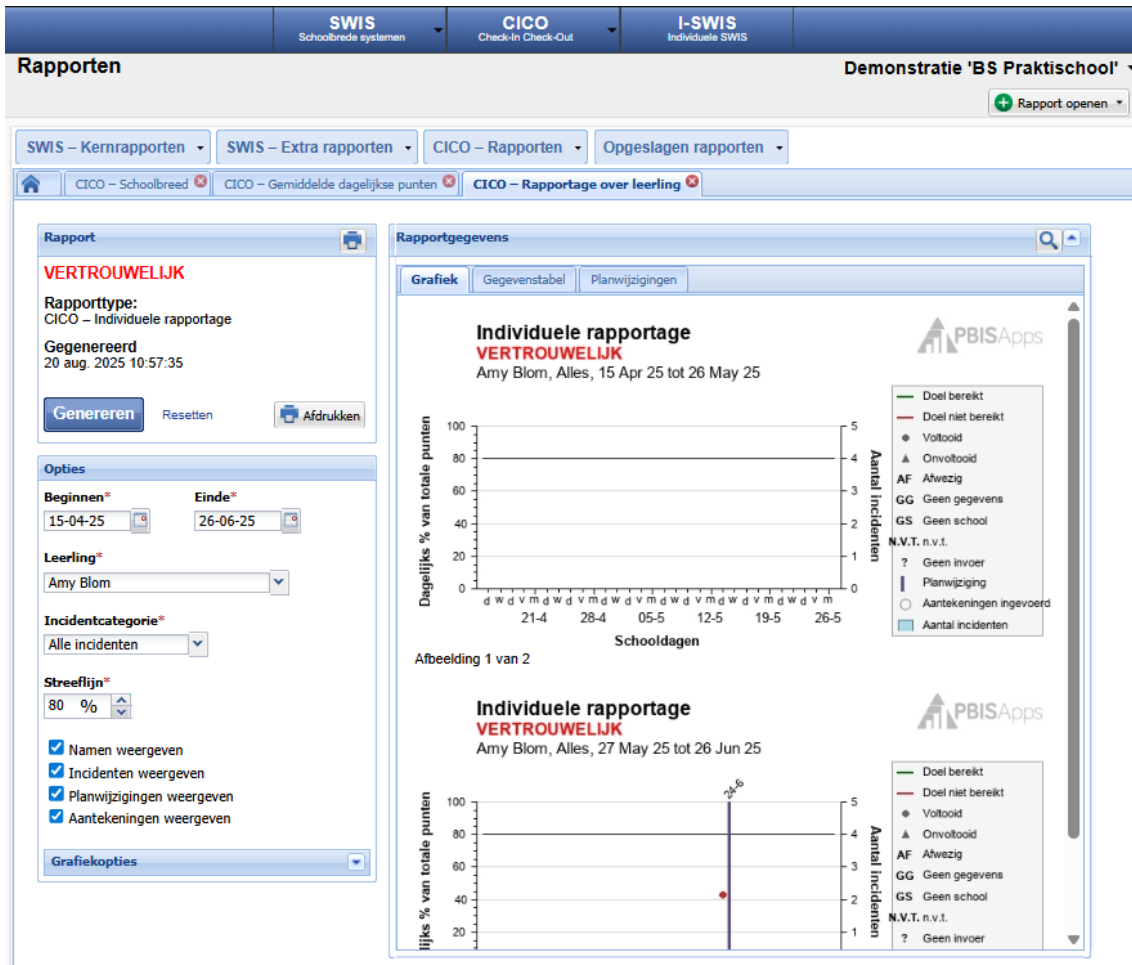 SWIS
Schoolbrede systemen
CICO
Check-In Check-Out
I-SWIS
Individuele SWIS
Rapporten
Demonstratie 'BS Praktischool'
Rapport openen
SWIS – Kernrapporten
SWIS – Extra rapporten
CICO – Rapporten
Opgeslagen rapporten
CICO – Schoolbreed
CICO – Gemiddelde dagelijkse punten
CICO – Rapportage over leerling
Rapport
VERTROUWELIJK
Rapporttype:
CICO – Individuele rapportage
Gegenereerd
20 aug. 2025 10:57:35
Genereren
Resetten
Afdrukken
Opties
Beginnen*
Einde*
15-04-25
26-06-25
Leerling*
Amy Blom
Incidentcategorie*
Alle incidenten
Streeflijn*
80 %
Namen weergeven
Incidenten weergeven
Planwijzigingen weergeven
Aantekeningen weergeven
Grafiekopties
Rapportgegevens
Grafiek
Gegevenstabel
Planwijzigingen
Individuele rapportage
VERTROUWELIJK
Amy Blom, Alles, 15 Apr 25 tot 26 May 25
PBISApps
Dagelijks % van totale punten
100
80
60
40
20
0
5
4
3
2
1
0
Aantal incidenten
d w d v m d w d v m d w d v m d w d v m d w d v m d w d v m
21-4 28-4 05-5 12-5 19-5 26-5
Schooldagen
Doel bereikt
Doel niet bereikt
Voltooid
Onvoltooid
AF Afwezig
GG Geen gegevens
GS Geen school
N.V.T. n.v.t.
? Geen invoer
Planwijziging
Aantekeningen ingevoerd
Aantal incidenten
Afbeelding 1 van 2
Individuele rapportage
VERTROUWELIJK
Amy Blom, Alles, 27 May 25 tot 26 Jun 25
PBISApps
24-6
lijks % van totale punten
100
80
60
40
20
5
4
3
2
1
Aantal incidenten
Doel bereikt
Doel niet bereikt
Voltooid
Onvoltooid
AF Afwezig
GG Geen gegevens
GS Geen school
N.V.T. n.v.t.
? Geen invoer